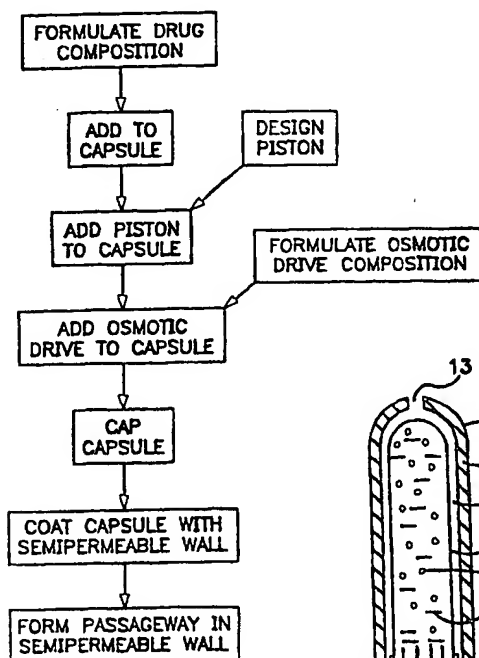 FORMULATE DRUG
COMPOSITION
ADD TO
CAPSULE
DESIGN
PISTON
ADD PISTON
TO CAPSULE
FORMULATE OSMOTIC
DRIVE COMPOSITION
ADD OSMOTIC
DRIVE TO CAPSULE
13
CAP
CAPSULE
COAT CAPSULE WITH
SEMIPERMEABLE WALL
FORM PASSAGEWAY IN
SEMIPERMEABLE WALL